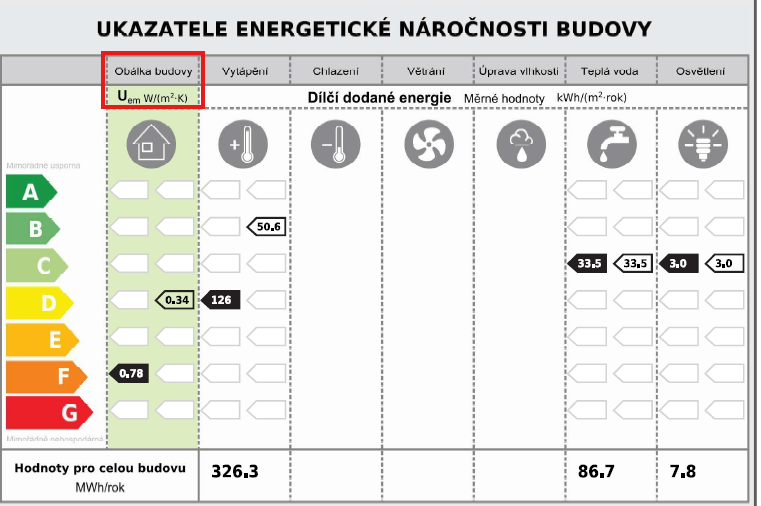 UKAZATELE ENERGETICKÉ NÁROČNOSTI BUDOVY
Obálka budovy Vytápění Chlazení Větrání Úprava vlhkosti Teplá voda Osvětlení
Uem W/(m²·K) Dílčí dodané energie Měrné hodnoty kWh/(m²·rok)
Mimořádně úsporná
A
B 50.6
C 33.5 33.5 3.0 3.0
D 0.34 126
E
F 0.78
G
Mimořádně nehospodárná
Hodnoty pro celou budovu 326.3 86.7 7.8
MWh/rok